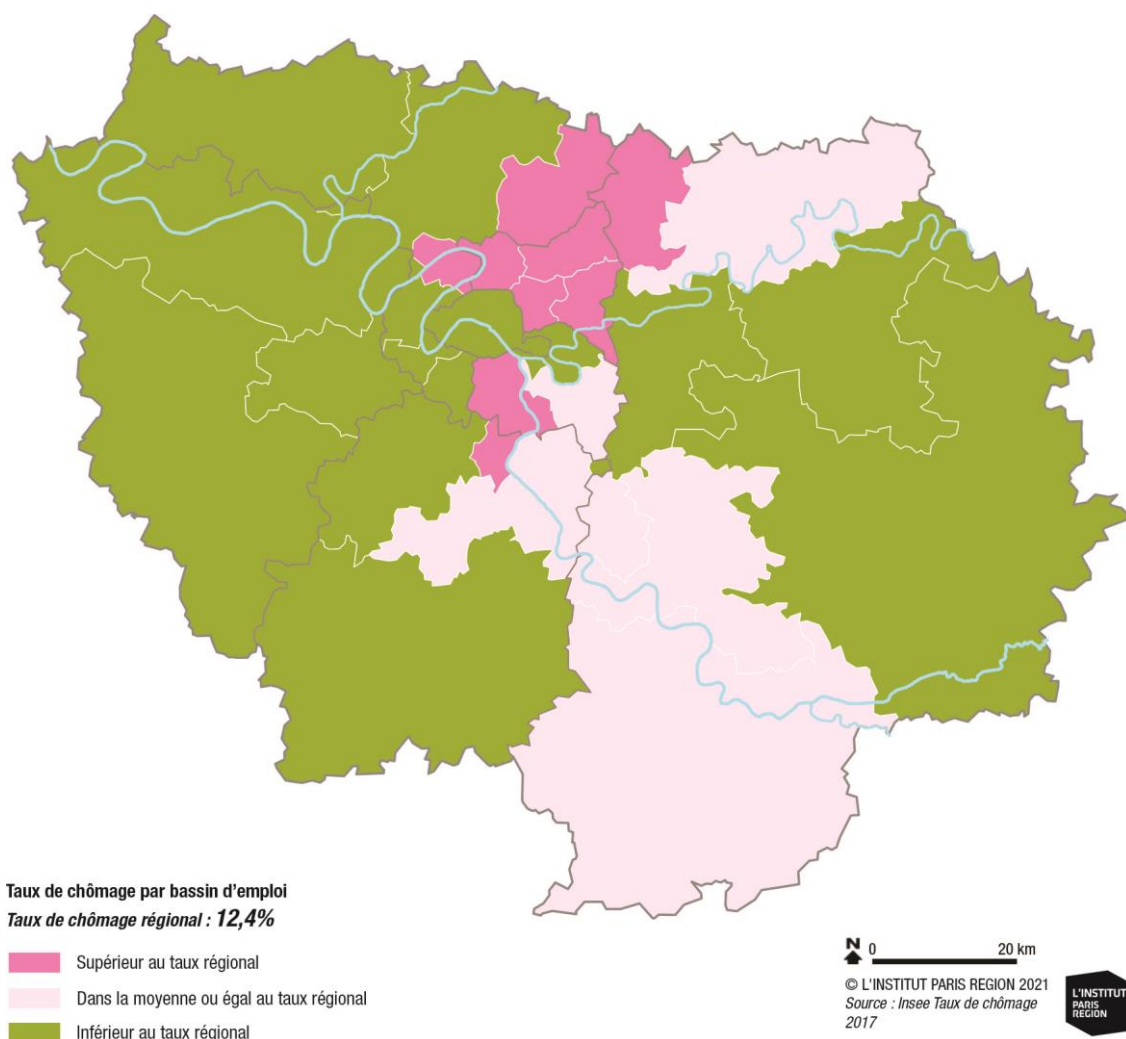 Taux de chômage par bassin d'emploi
Taux de chômage régional : 12,4%
Supérieur au taux régional
Dans la moyenne ou égal au taux régional
Inférieur au taux régional
N 0 20 km
© L'INSTITUT PARIS REGION 2021
Source : Insee Taux de chômage
2017
L'INSTITUT
PARIS
REGION